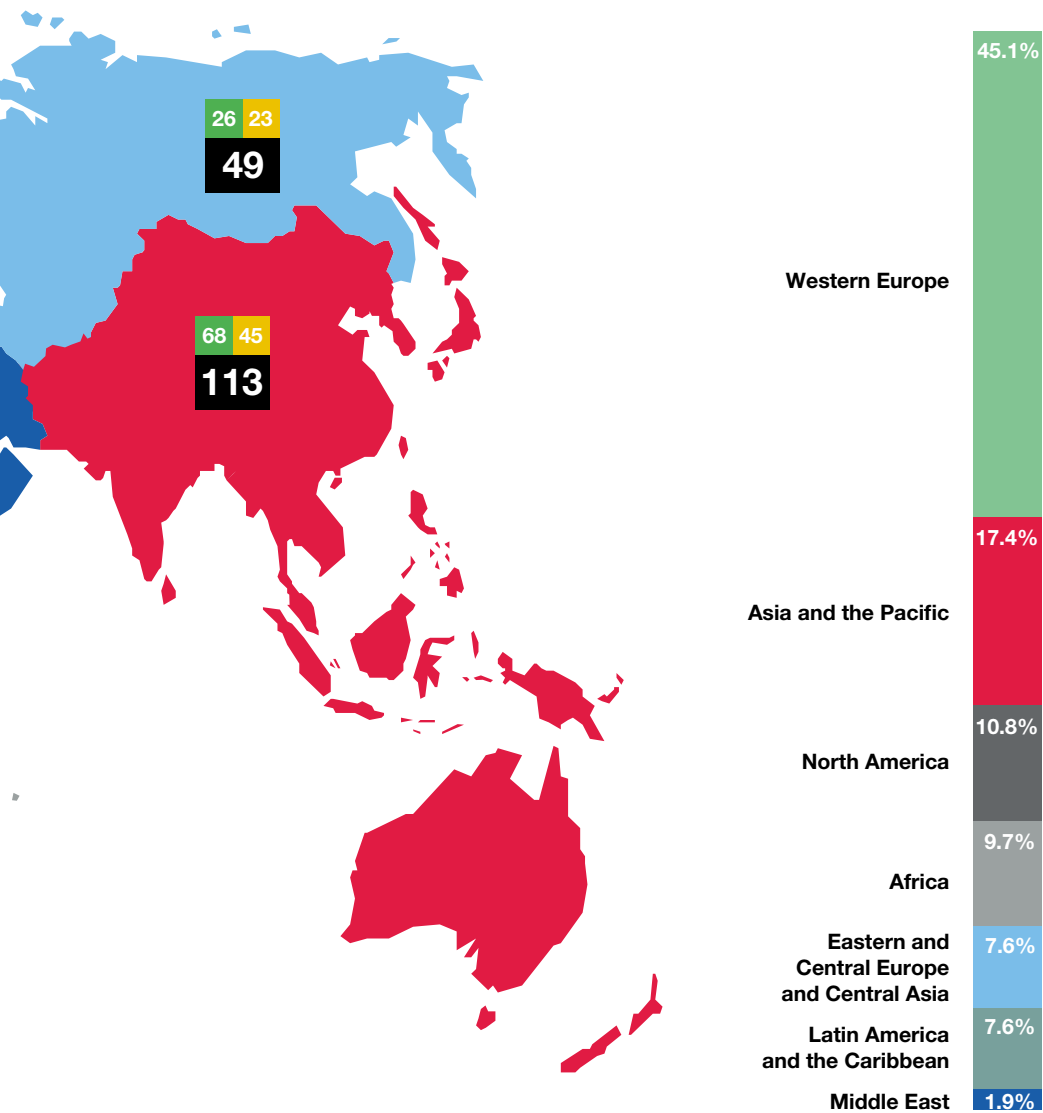 26 23
49
68 45
113
45.1%
Western Europe
17.4%
Asia and the Pacific
10.8%
North America
9.7%
Africa
7.6%
Eastern and
Central Europe
and Central Asia
7.6%
Latin America
and the Caribbean
Middle East 1.9%